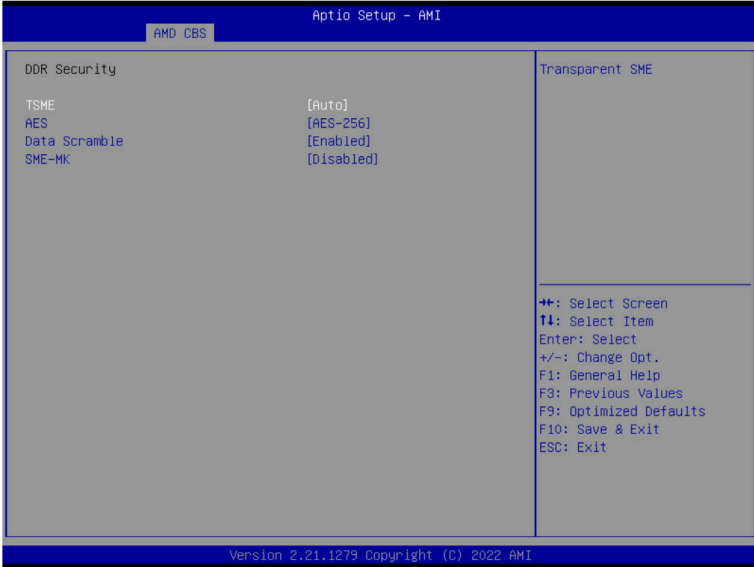 Aptio Setup – AMI
AMD CBS
DDR Security
TSME [Auto]
AES [AES-256]
Data Scramble [Enabled]
SME-MK [Disabled]
Transparent SME
→←: Select Screen
↑↓: Select Item
Enter: Select
+/-: Change Opt.
F1: General Help
F3: Previous Values
F9: Optimized Defaults
F10: Save & Exit
ESC: Exit
Version 2.21.1279 Copyright (C) 2022 AMI